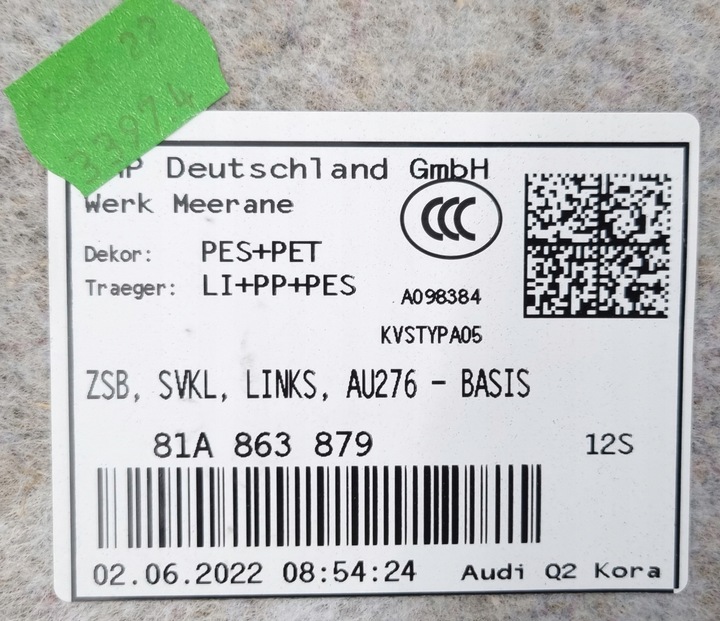 33974
Deutschland GmbH
Werk Meerane
CCC
Dekor: PES+PET
Traeger: LI+PP+PES
A098384
KVSTYPA05
ZSB, SVKL, LINKS, AU276 - BASIS
81A 863 879 12S
02.06.2022 08:54:24 Audi Q2 Kora